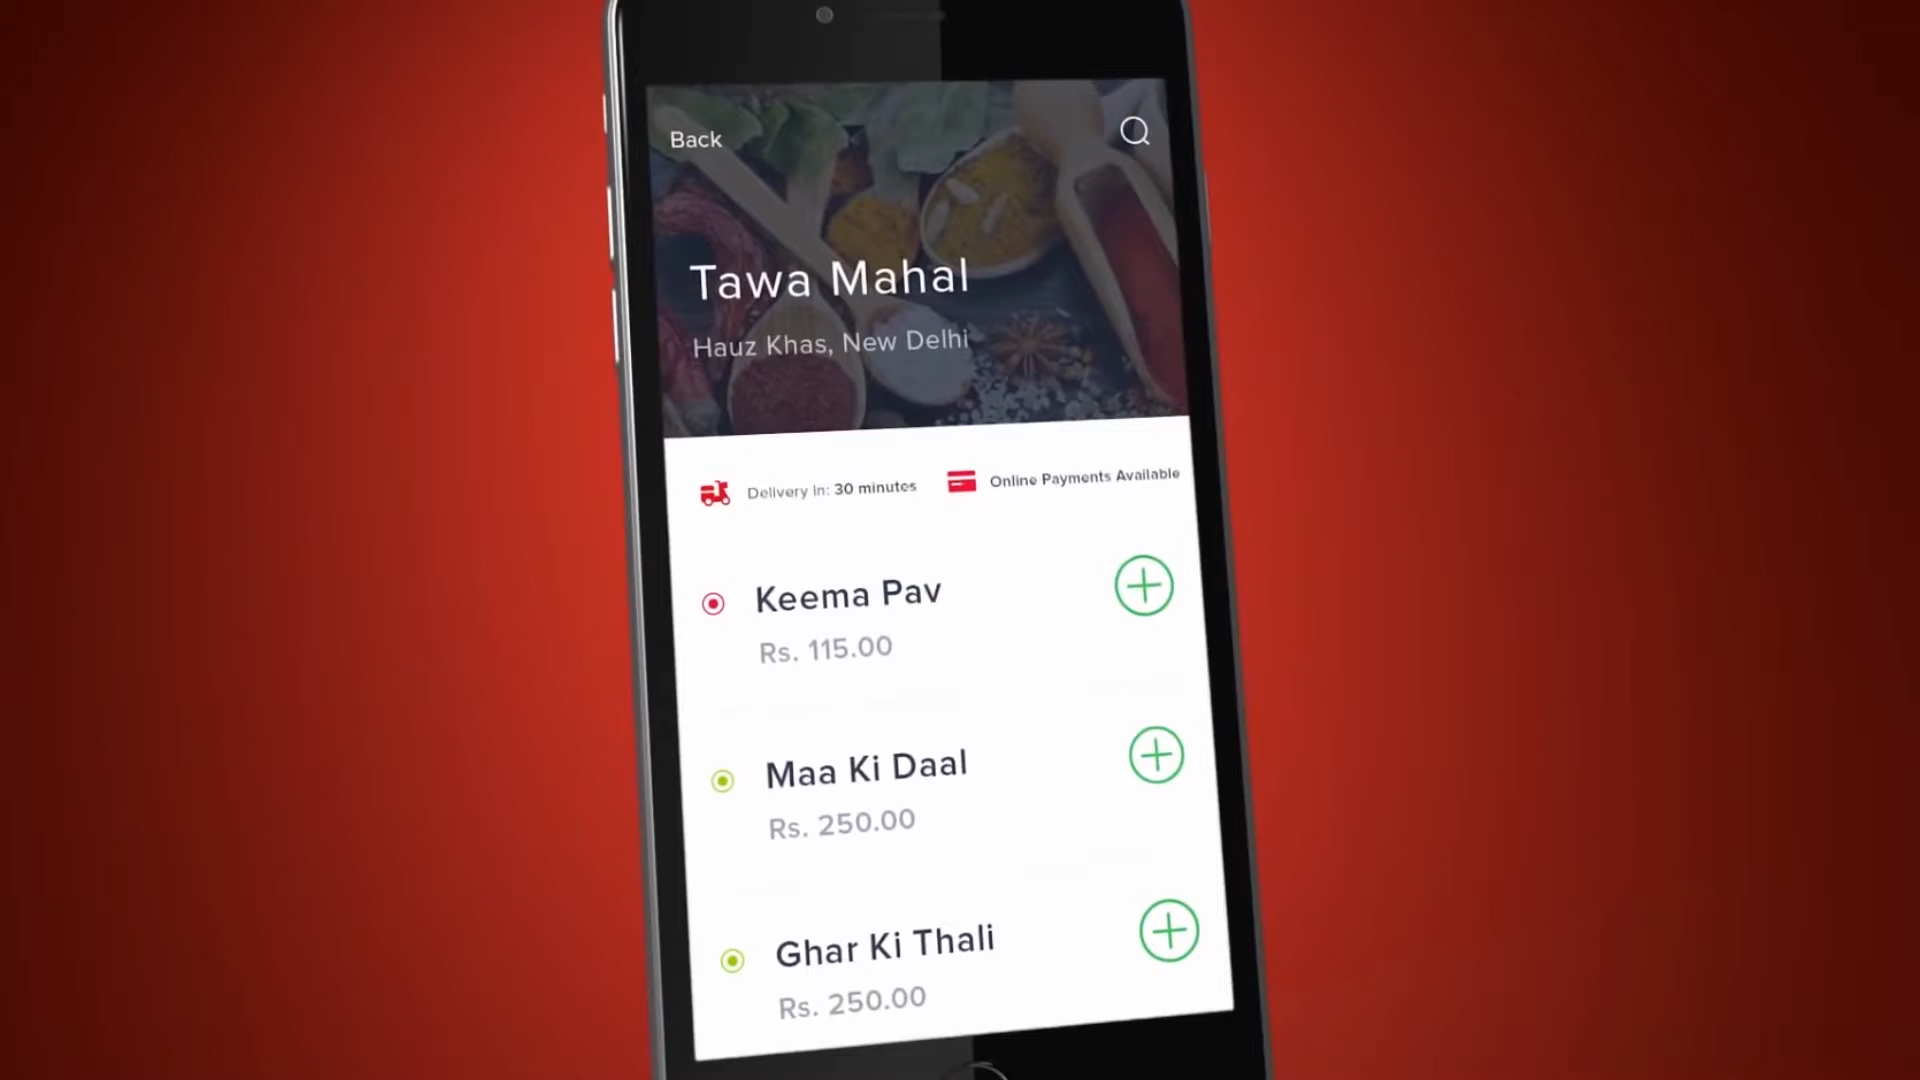 Back
Tawa Mahal
Hauz Khas, New Delhi
Delivery In: 30 minutes
Online Payments Available
Keema Pav
Rs. 115.00
Maa Ki Daal
Rs. 250.00
Ghar Ki Thali
Rs. 250.00